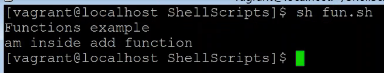 [vagrant@localhost ShellScripts]$ sh fun.sh
Functions example
am inside add function
[vagrant@localhost ShellScripts]$